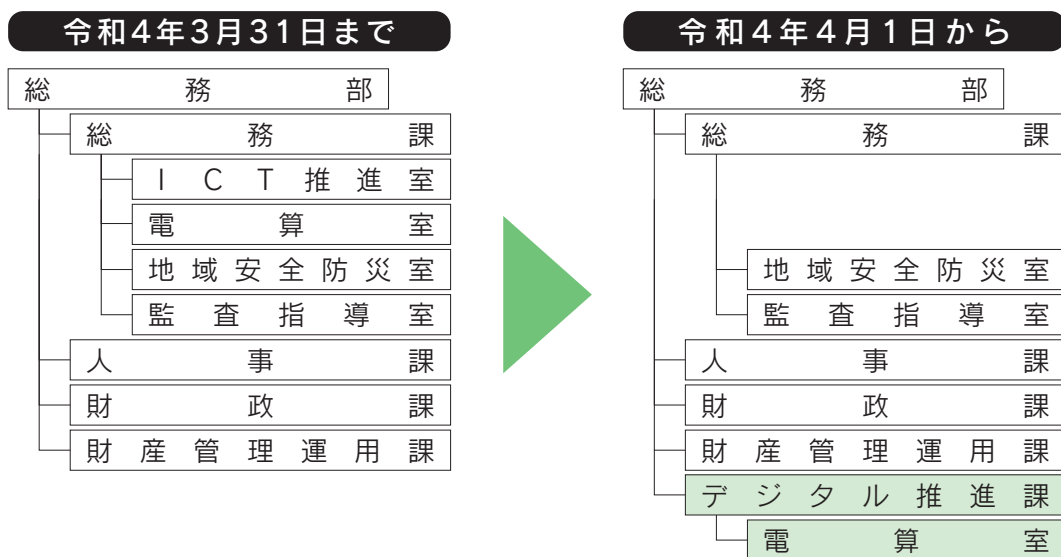 令和4年3月31日まで
総務部
総務課
ICT推進室
電算室
地域安全防災室
監査指導室
人事課
財政課
財産管理運用課
令和4年4月1日から
総務部
総務課
地域安全防災室
監査指導室
人事課
財政課
財産管理運用課
デジタル推進課
電算室